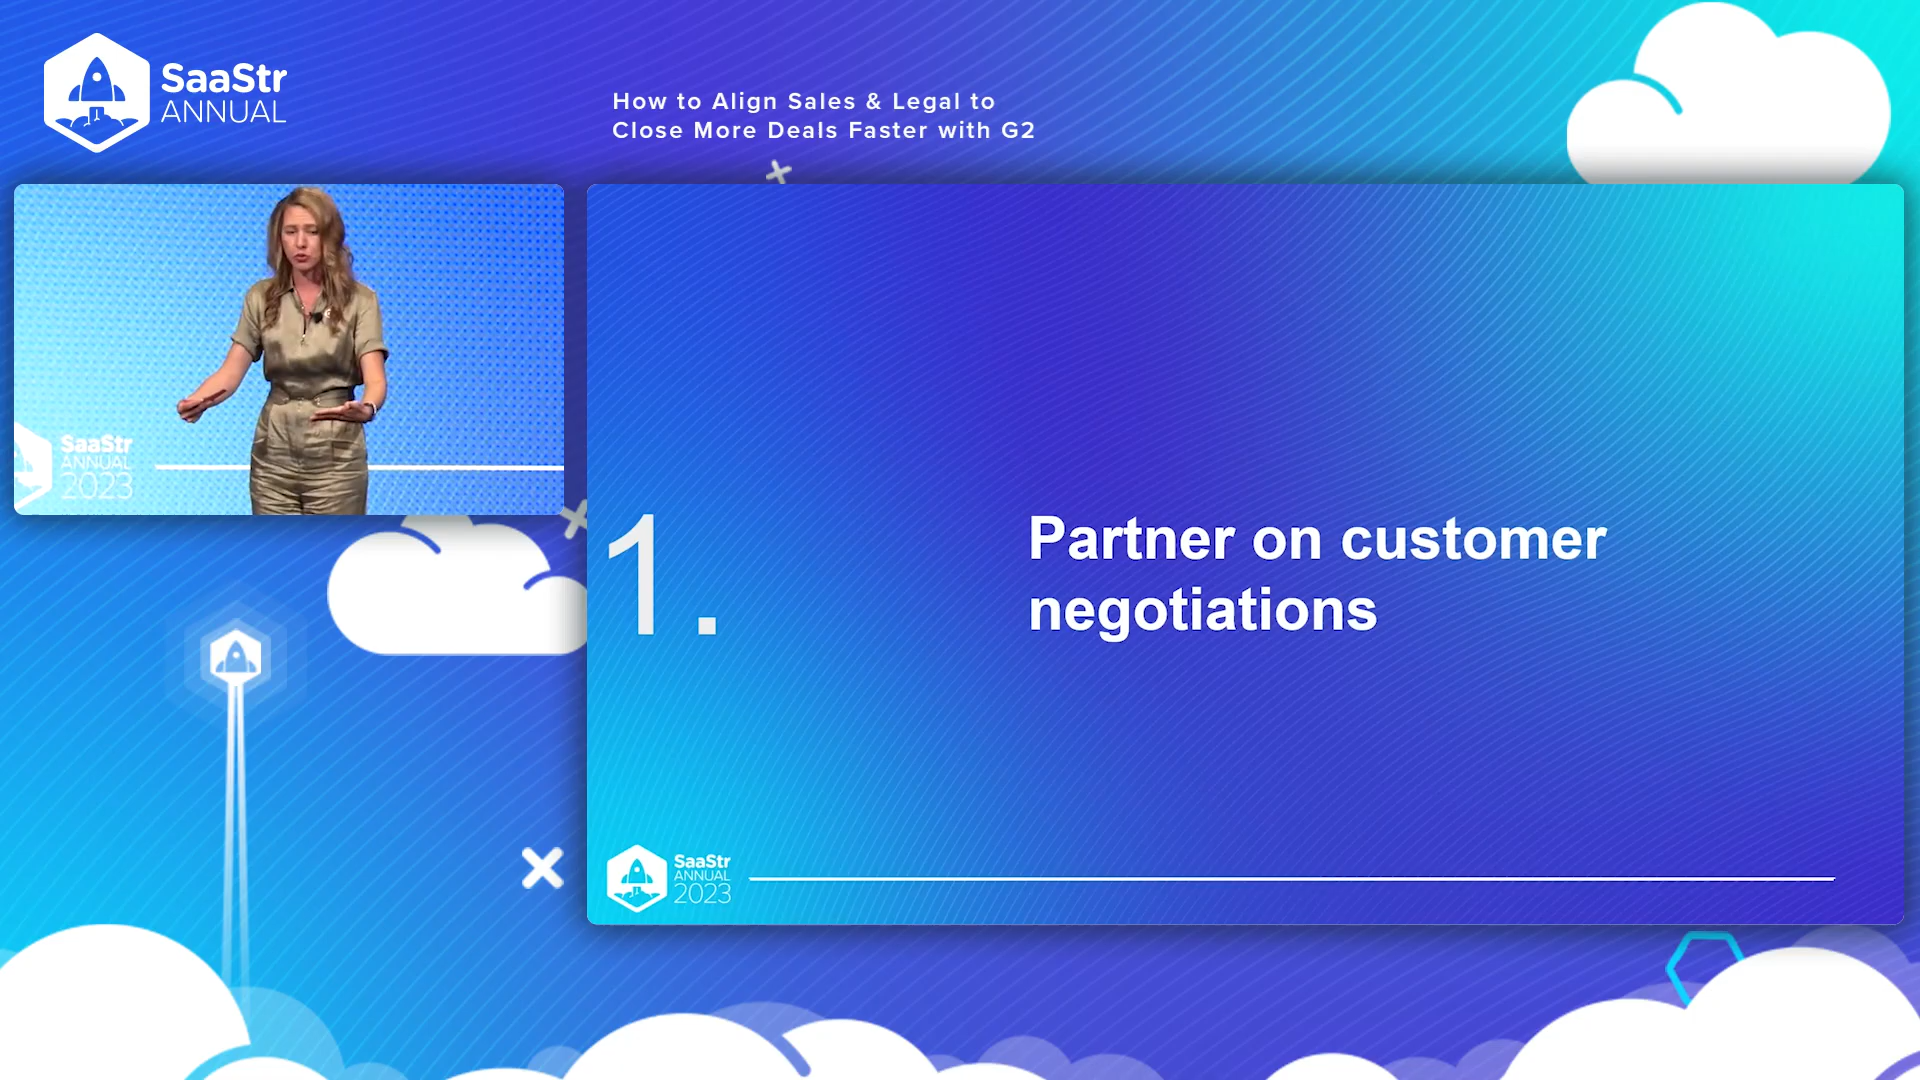 SaaStr
ANNUAL
How to Align Sales & Legal to
Close More Deals Faster with G2
SaaStr
ANNUAL
2023
1.
Partner on customer
negotiations
SaaStr
ANNUAL
2023